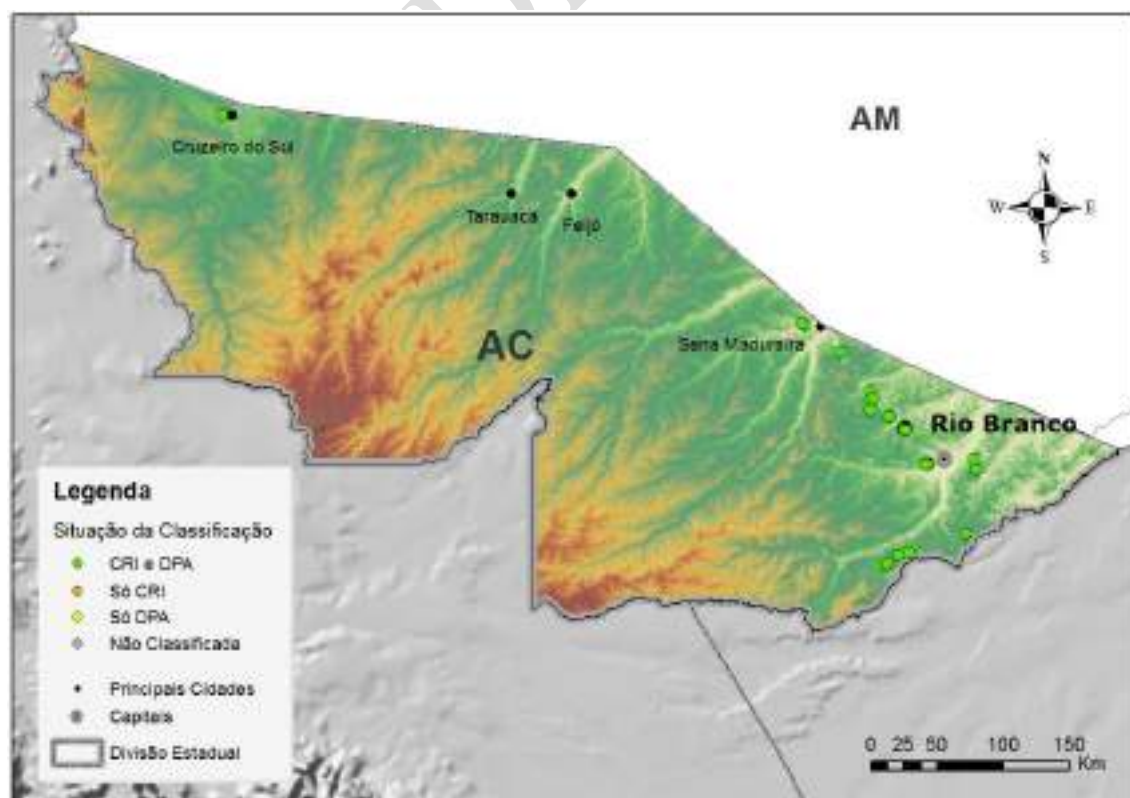 AM
N
W E
S
Cruzeiro do Sul
Tarauacá
Feijó
AC
Sena Madureira
Rio Branco
Legenda
Situação da Classificação
CRI e DPA
Só CRI
Só DPA
Não Classificada
Principais Cidades
Capitais
Divisão Estadual
0 25 50 100 150
Km